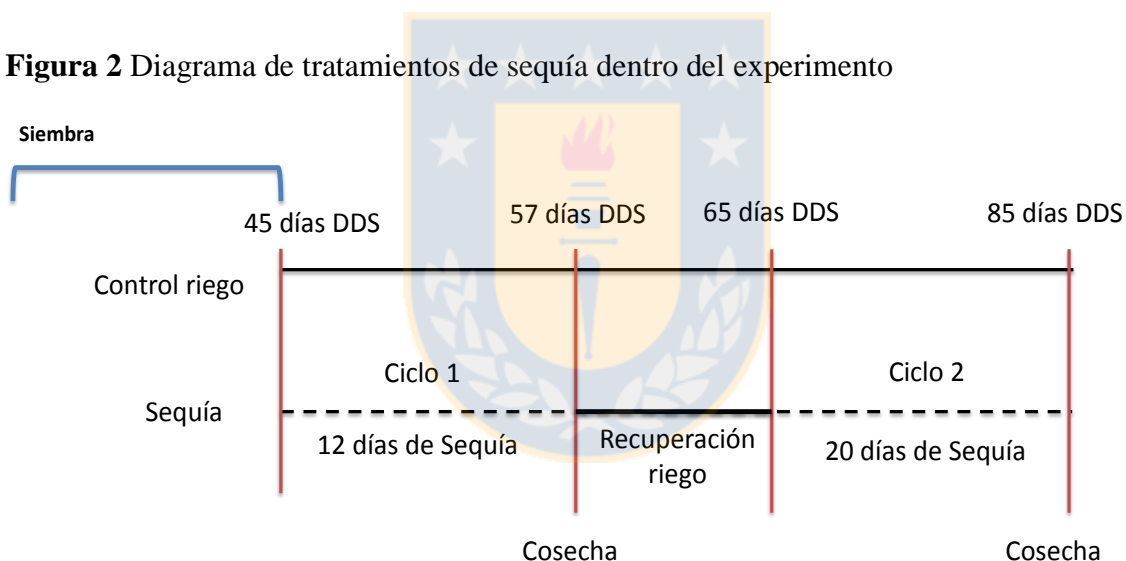 Figura 2 Diagrama de tratamientos de sequía dentro del experimento
Siembra
45 días DDS
57 días DDS
65 días DDS
85 días DDS
Control riego
Ciclo 1
Ciclo 2
Sequía
12 días de Sequía
Recuperación
riego
20 días de Sequía
Cosecha
Cosecha